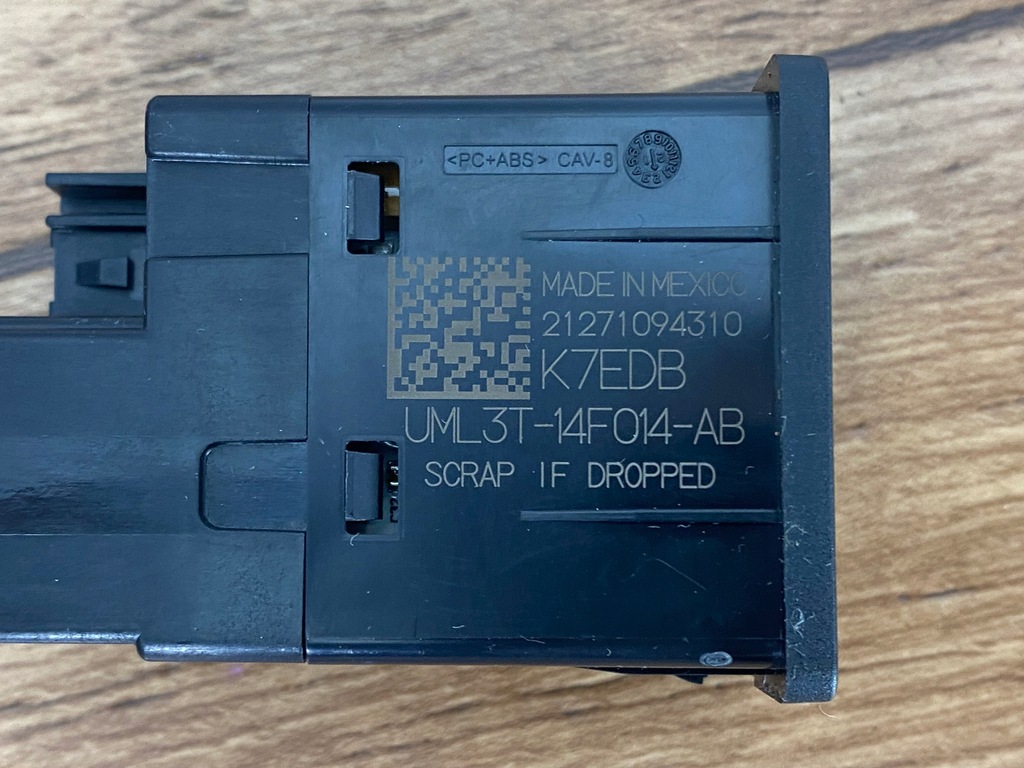 <PC+ABS> CAV-8
MADE IN MEXICO
21271094310
K7EDB
UML3T-14F014-AB
SCRAP IF DROPPED